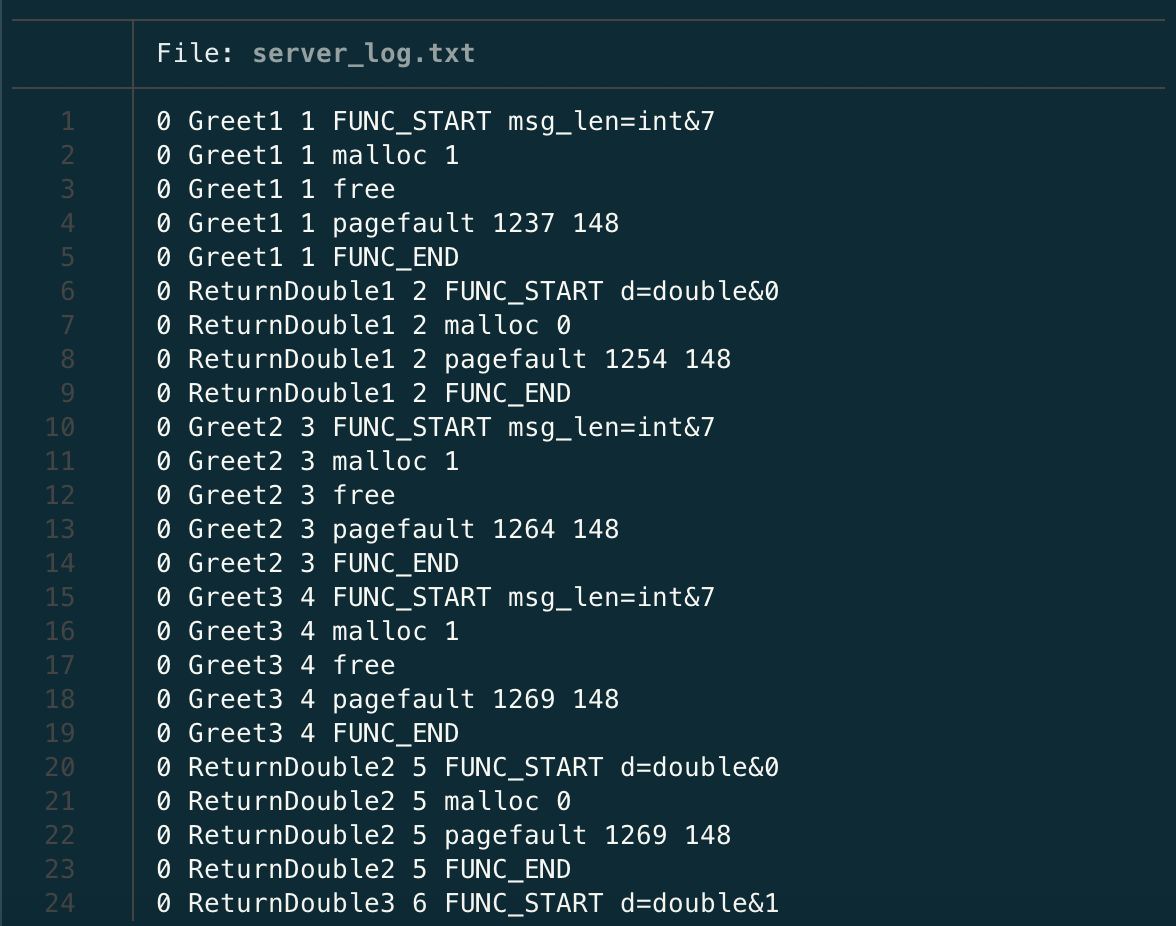 File: server_log.txt
1 0 Greet1 1 FUNC_START msg_len=int&7
2 0 Greet1 1 malloc 1
3 0 Greet1 1 free
4 0 Greet1 1 pagefault 1237 148
5 0 Greet1 1 FUNC_END
6 0 ReturnDouble1 2 FUNC_START d=double&0
7 0 ReturnDouble1 2 malloc 0
8 0 ReturnDouble1 2 pagefault 1254 148
9 0 ReturnDouble1 2 FUNC_END
10 0 Greet2 3 FUNC_START msg_len=int&7
11 0 Greet2 3 malloc 1
12 0 Greet2 3 free
13 0 Greet2 3 pagefault 1264 148
14 0 Greet2 3 FUNC_END
15 0 Greet3 4 FUNC_START msg_len=int&7
16 0 Greet3 4 malloc 1
17 0 Greet3 4 free
18 0 Greet3 4 pagefault 1269 148
19 0 Greet3 4 FUNC_END
20 0 ReturnDouble2 5 FUNC_START d=double&0
21 0 ReturnDouble2 5 malloc 0
22 0 ReturnDouble2 5 pagefault 1269 148
23 0 ReturnDouble2 5 FUNC_END
24 0 ReturnDouble3 6 FUNC_START d=double&1